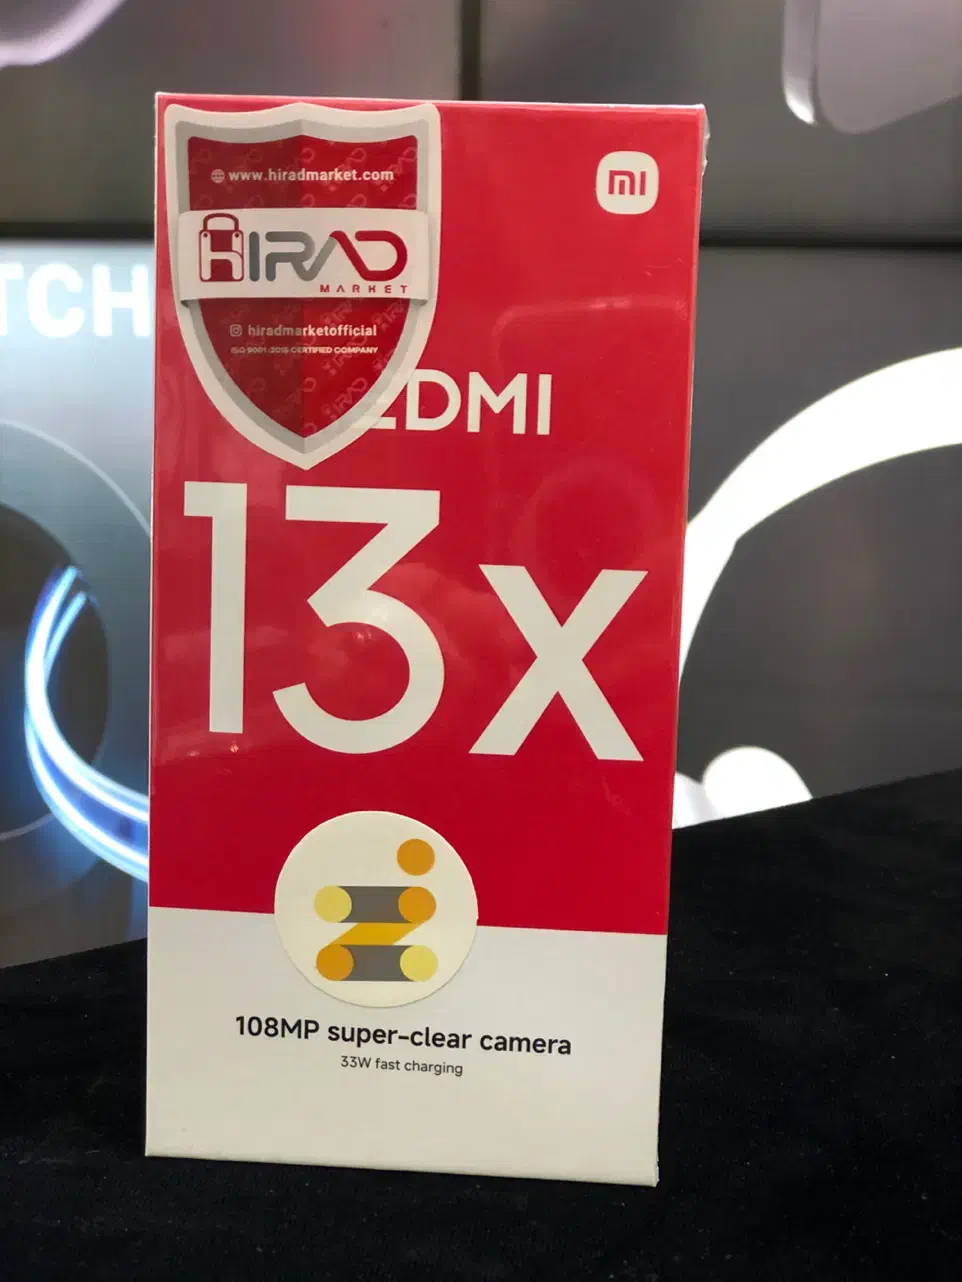 www.hiradmarket.com
mi
HIRAD
MARKET
TCH
hiradmarketofficial
ISO 9001:2015 CERTIFIED COMPANY
EDMI
13x
108MP super-clear camera
33W fast charging